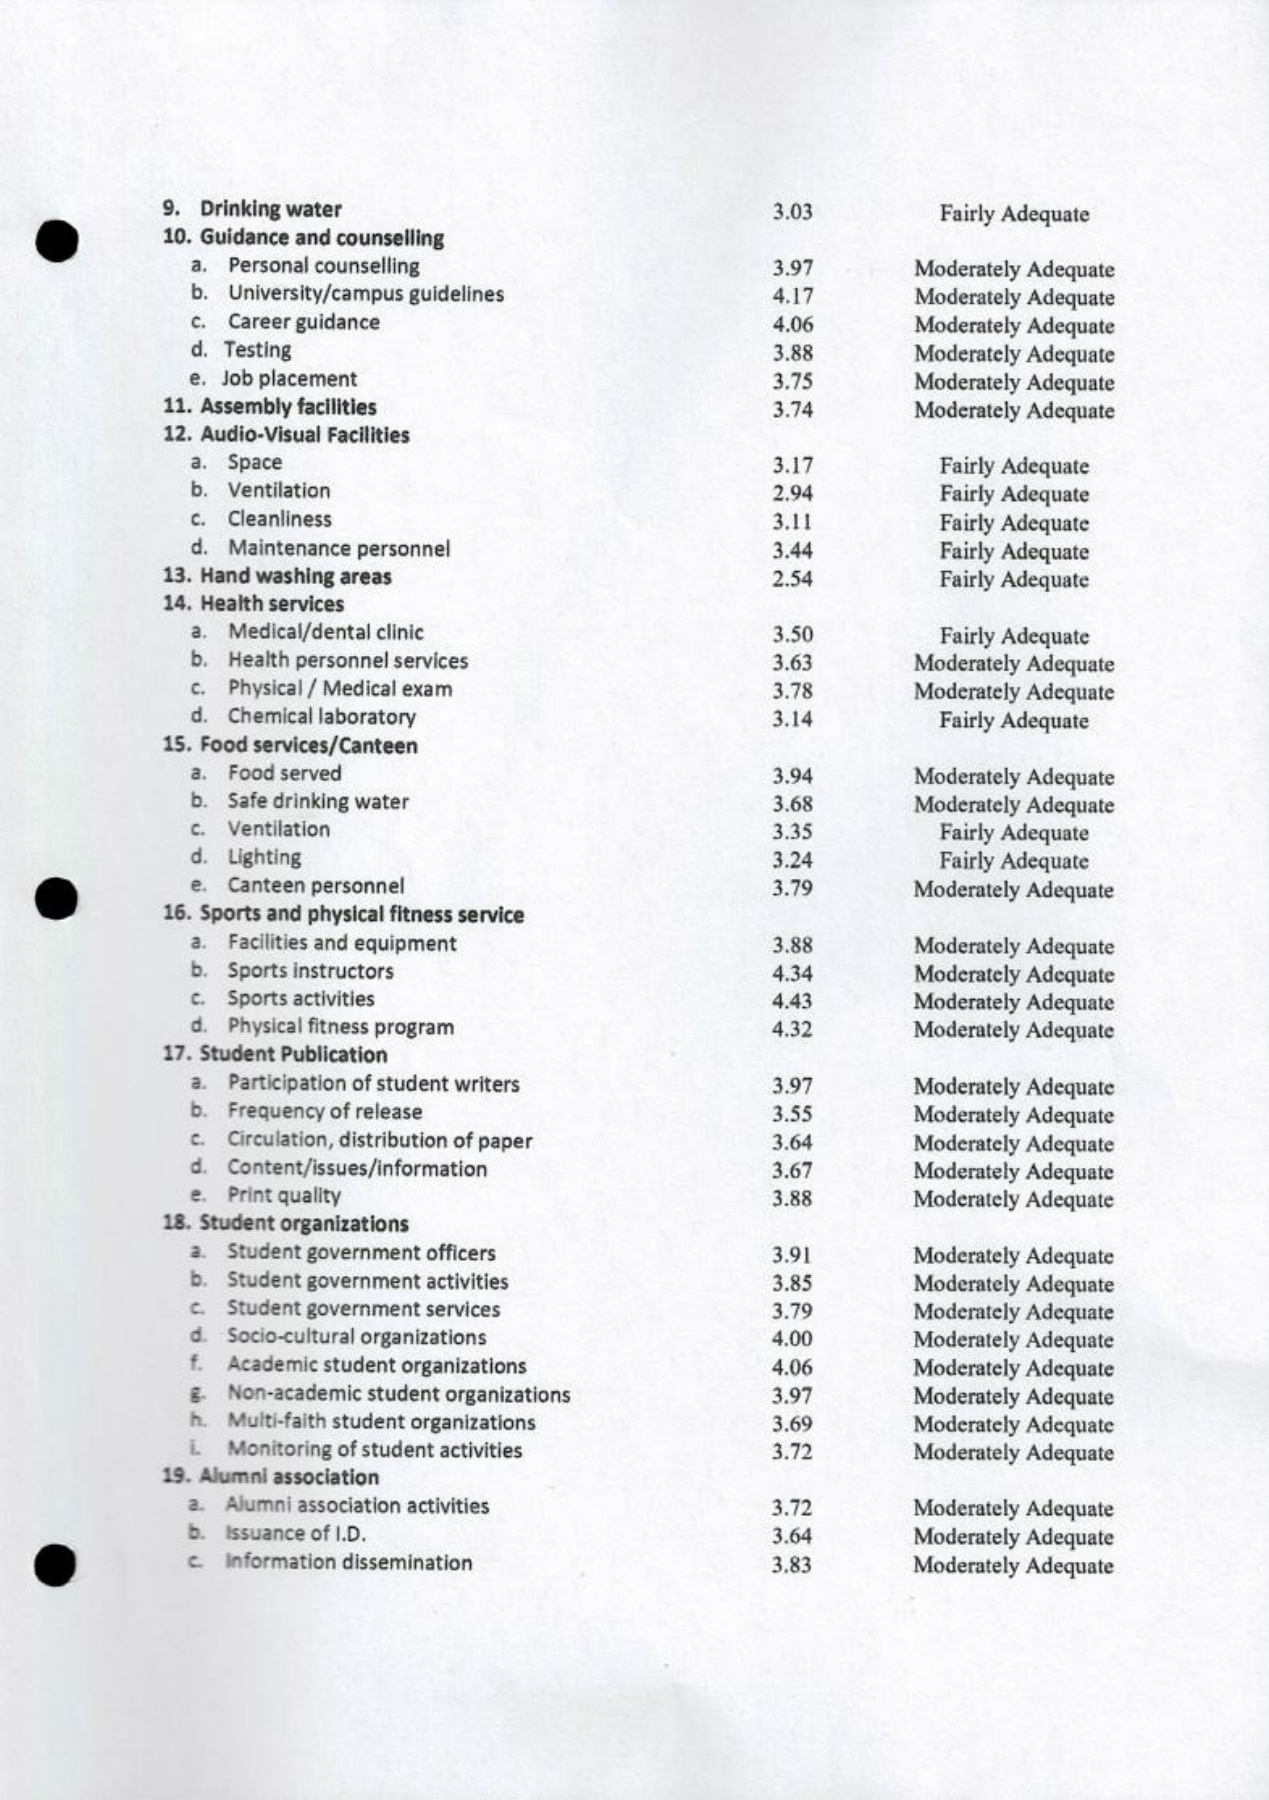 9. Drinking water 3.03 Fairly Adequate
10. Guidance and counselling
a. Personal counselling 3.97 Moderately Adequate
b. University/campus guidelines 4.17 Moderately Adequate
c. Career guidance 4.06 Moderately Adequate
d. Testing 3.88 Moderately Adequate
e. Job placement 3.75 Moderately Adequate
11. Assembly facilities 3.74 Moderately Adequate
12. Audio-Visual Facilities
a. Space 3.17 Fairly Adequate
b. Ventilation 2.94 Fairly Adequate
c. Cleanliness 3.11 Fairly Adequate
d. Maintenance personnel 3.44 Fairly Adequate
13. Hand washing areas 2.54 Fairly Adequate
14. Health services
a. Medical/dental clinic 3.50 Fairly Adequate
b. Health personnel services 3.63 Moderately Adequate
c. Physical / Medical exam 3.78 Moderately Adequate
d. Chemical laboratory 3.14 Fairly Adequate
15. Food services/Canteen
a. Food served 3.94 Moderately Adequate
b. Safe drinking water 3.68 Moderately Adequate
c. Ventilation 3.35 Fairly Adequate
d. Lighting 3.24 Fairly Adequate
e. Canteen personnel 3.79 Moderately Adequate
16. Sports and physical fitness service
a. Facilities and equipment 3.88 Moderately Adequate
b. Sports instructors 4.34 Moderately Adequate
c. Sports activities 4.43 Moderately Adequate
d. Physical fitness program 4.32 Moderately Adequate
17. Student Publication
a. Participation of student writers 3.97 Moderately Adequate
b. Frequency of release 3.55 Moderately Adequate
c. Circulation, distribution of paper 3.64 Moderately Adequate
d. Content/issues/information 3.67 Moderately Adequate
e. Print quality 3.88 Moderately Adequate
18. Student organizations
a. Student government officers 3.91 Moderately Adequate
b. Student government activities 3.85 Moderately Adequate
c. Student government services 3.79 Moderately Adequate
d. Socio-cultural organizations 4.00 Moderately Adequate
f. Academic student organizations 4.06 Moderately Adequate
g. Non-academic student organizations 3.97 Moderately Adequate
h. Multi-faith student organizations 3.69 Moderately Adequate
i. Monitoring of student activities 3.72 Moderately Adequate
19. Alumni association
a. Alumni association activities 3.72 Moderately Adequate
b. Issuance of I.D. 3.64 Moderately Adequate
c. Information dissemination 3.83 Moderately Adequate